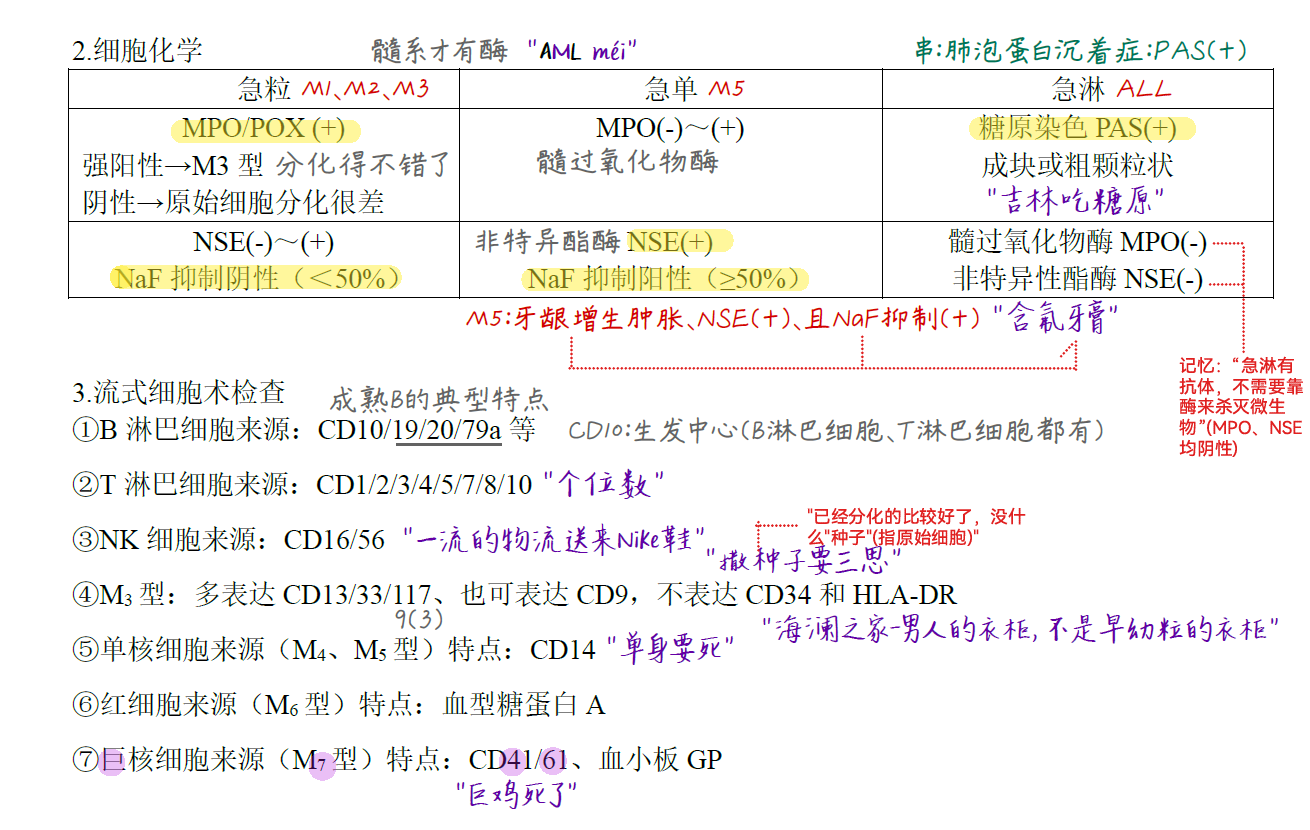 2.细胞化学 髓系才有酶 "AML méi" 串:肺泡蛋白沉着症:PAS(+)
急粒 M1、M2、M3 急单 M5 急淋 ALL
MPO/POX (+) MPO(-)～(+) 糖原染色 PAS(+)
强阳性→M3 型 分化得不错了 髓过氧化物酶 成块或粗颗粒状
阴性→原始细胞分化很差 "吉林吃糖原"
NSE(-)～(+) 非特异酯酶 NSE(+) 髓过氧化物酶 MPO(-)
NaF 抑制阴性（＜50%） NaF 抑制阳性（≥50%） 非特异性酯酶 NSE(-)
M5:牙龈增生肿胀、NSE(+)、且NaF抑制(+) "含氟牙膏"
记忆：“急淋有
抗体，不需要靠
酶来杀灭微生
物”(MPO、NSE
均阴性)
3.流式细胞术检查
成熟B的典型特点
①B 淋巴细胞来源：CD10/19/20/79a 等 CD10:生发中心(B淋巴细胞、T淋巴细胞都有)
②T 淋巴细胞来源：CD1/2/3/4/5/7/8/10 "个位数"
"已经分化的比较好了，没什
么"种子"(指原始细胞)"
③NK 细胞来源：CD16/56 "一流的物流送来Nike鞋"
"撒种子要三思"
④M3 型：多表达 CD13/33/117、也可表达 CD9，不表达 CD34 和 HLA-DR
9(3)
"海澜之家-男人的衣柜,不是早幼粒的衣柜"
⑤单核细胞来源（M4、M5 型）特点：CD14 "单身要死"
⑥红细胞来源（M6 型）特点：血型糖蛋白 A
⑦巨核细胞来源（M7 型）特点：CD41/61、血小板 GP
"巨鸡死了"